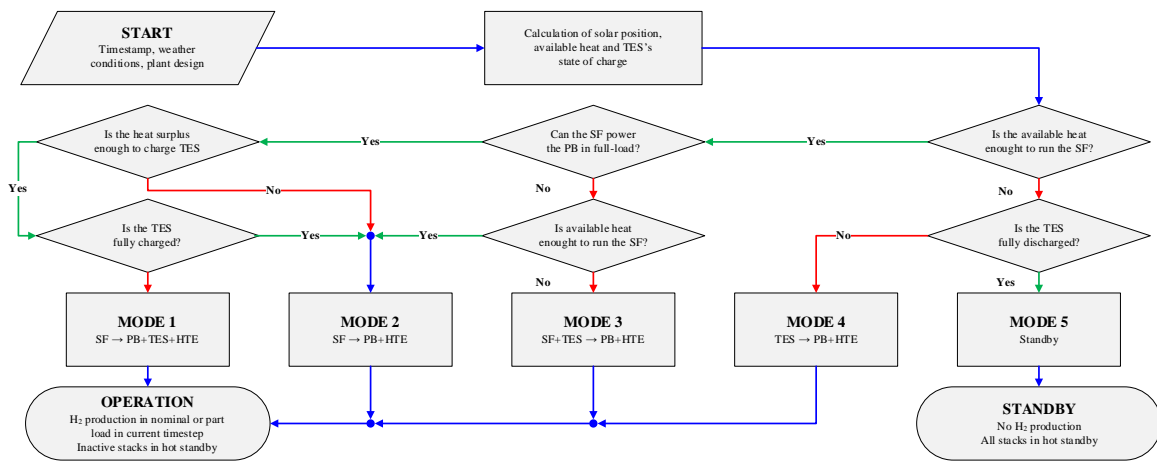 START
Timestamp, weather
conditions, plant design
Calculation of solar position,
available heat and TES's
state of charge
Is the heat surplus
enough to charge TES
Yes
Can the SF power
the PB in full-load?
Yes
Is the available heat
enought to run the SF?
Yes
No
No
No
Is the TES
fully charged?
Yes
Yes
Is available heat
enought to run the SF?
No
Is the TES
fully discharged?
No
Yes
MODE 1
SF → PB+TES+HTE
MODE 2
SF → PB+HTE
MODE 3
SF+TES → PB+HTE
MODE 4
TES → PB+HTE
MODE 5
Standby
OPERATION
H₂ production in nominal or part
load in current timestep
Inactive stacks in hot standby
STANDBY
No H₂ production
All stacks in hot standby